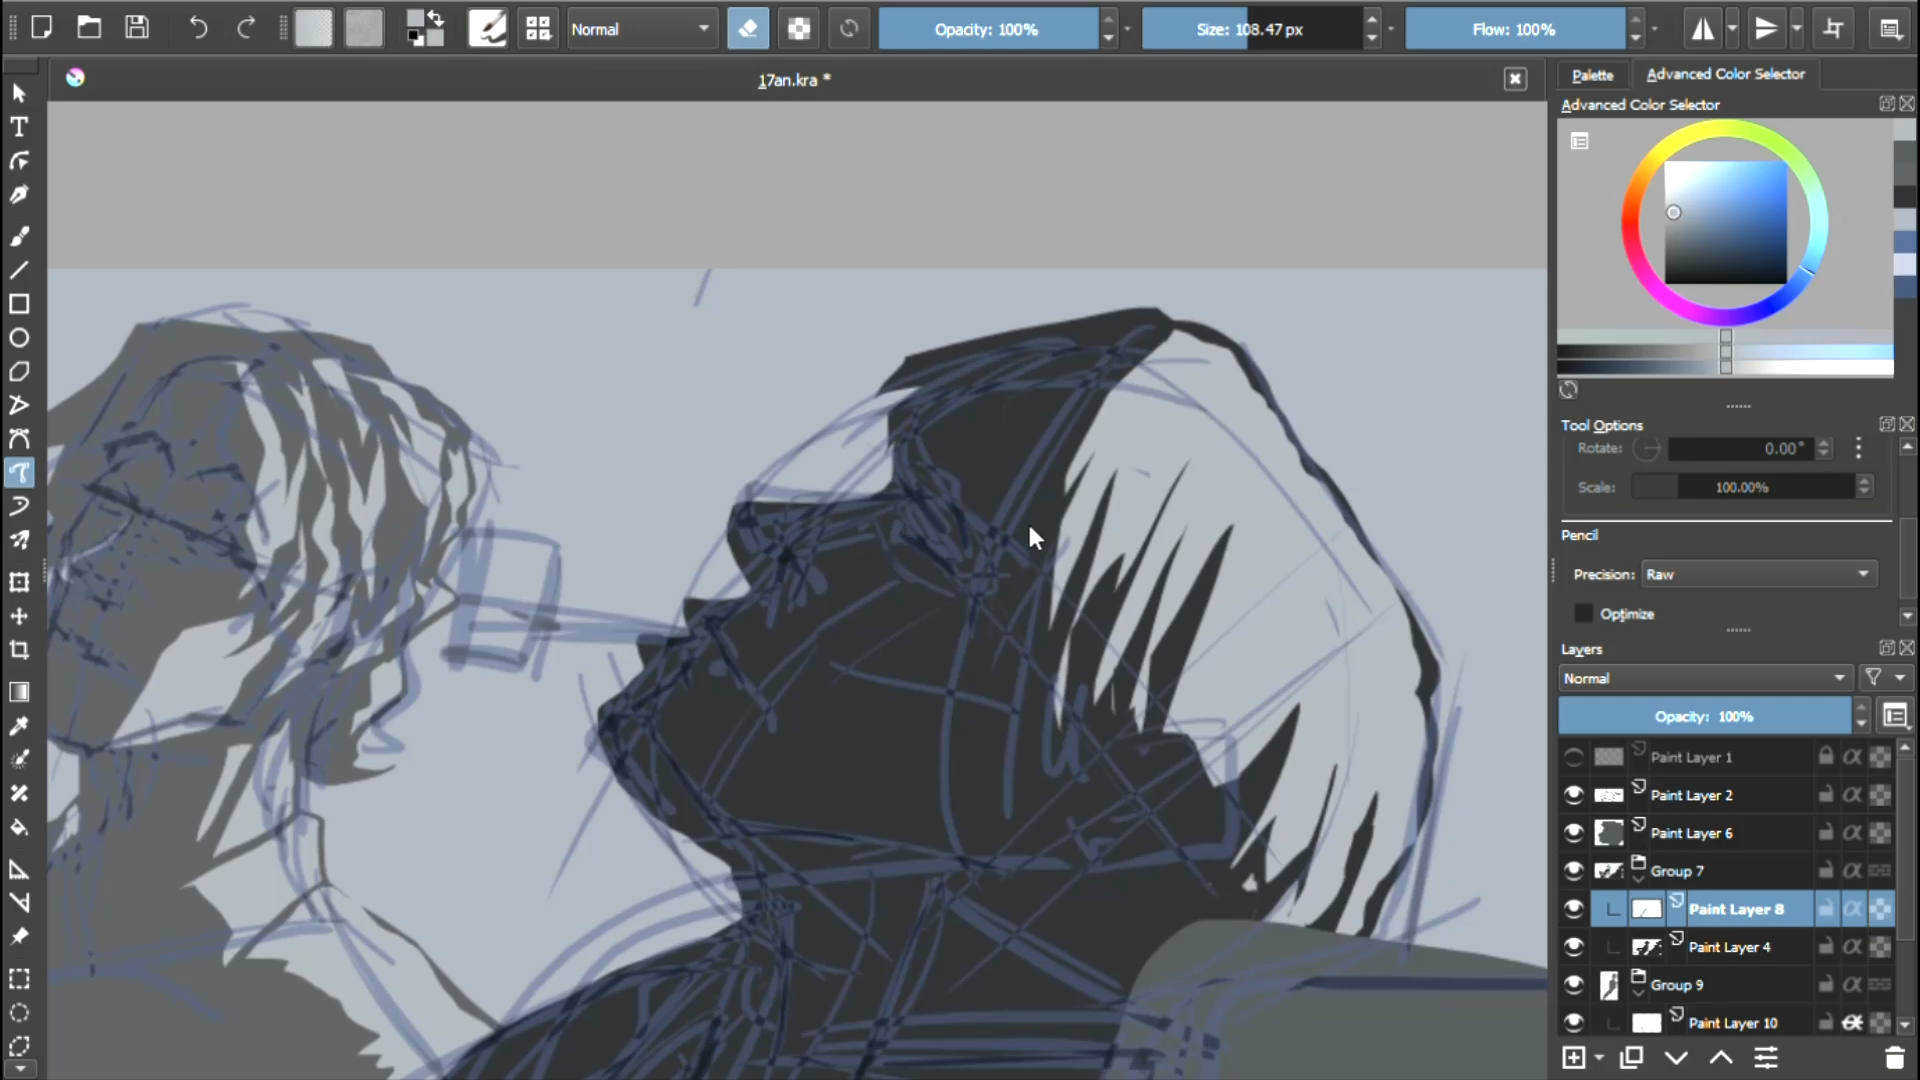 Normal
Opacity: 100%
Size: 108.47 px
Flow: 100%
17an.kra *
Palette
Advanced Color Selector
Advanced Color Selector
Tool Options
Rotate:
0.00°
Scale:
100.00%
Pencil
Precision:
Raw
Optimize
Layers
Normal
Opacity: 100%
Paint Layer 1
Paint Layer 2
Paint Layer 6
Group 7
Paint Layer 8
Paint Layer 4
Group 9
Paint Layer 10